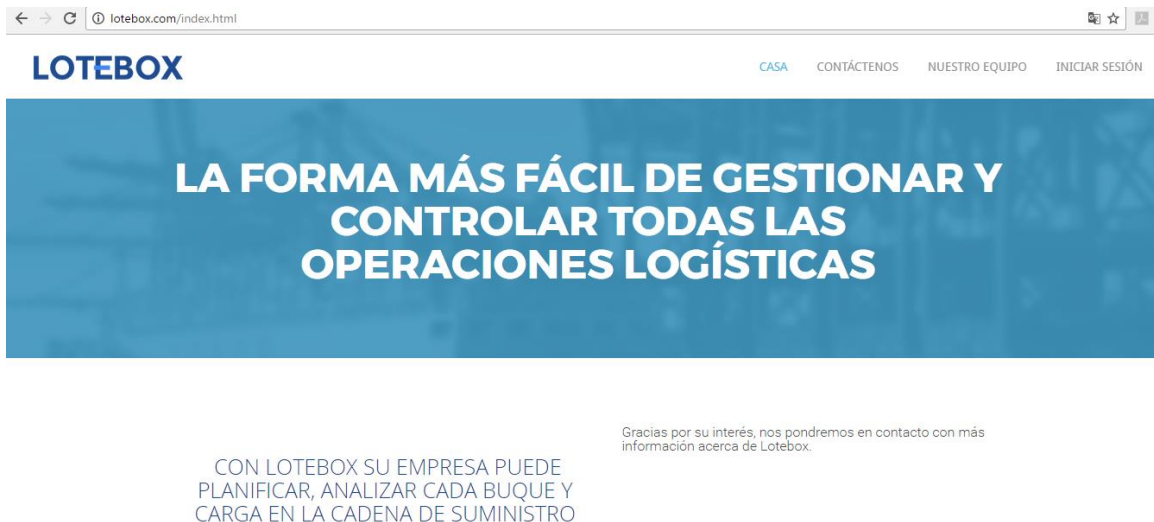 lotebox.com/index.html
LOTEBOX
CASA CONTÁCTENOS NUESTRO EQUIPO INICIAR SESIÓN
LA FORMA MÁS FÁCIL DE GESTIONAR Y
CONTROLAR TODAS LAS
OPERACIONES LOGÍSTICAS
Gracias por su interés, nos pondremos en contacto con más
información acerca de Lotebox.
CON LOTEBOX SU EMPRESA PUEDE
PLANIFICAR, ANALIZAR CADA BUQUE Y
CARGA EN LA CADENA DE SUMINISTRO